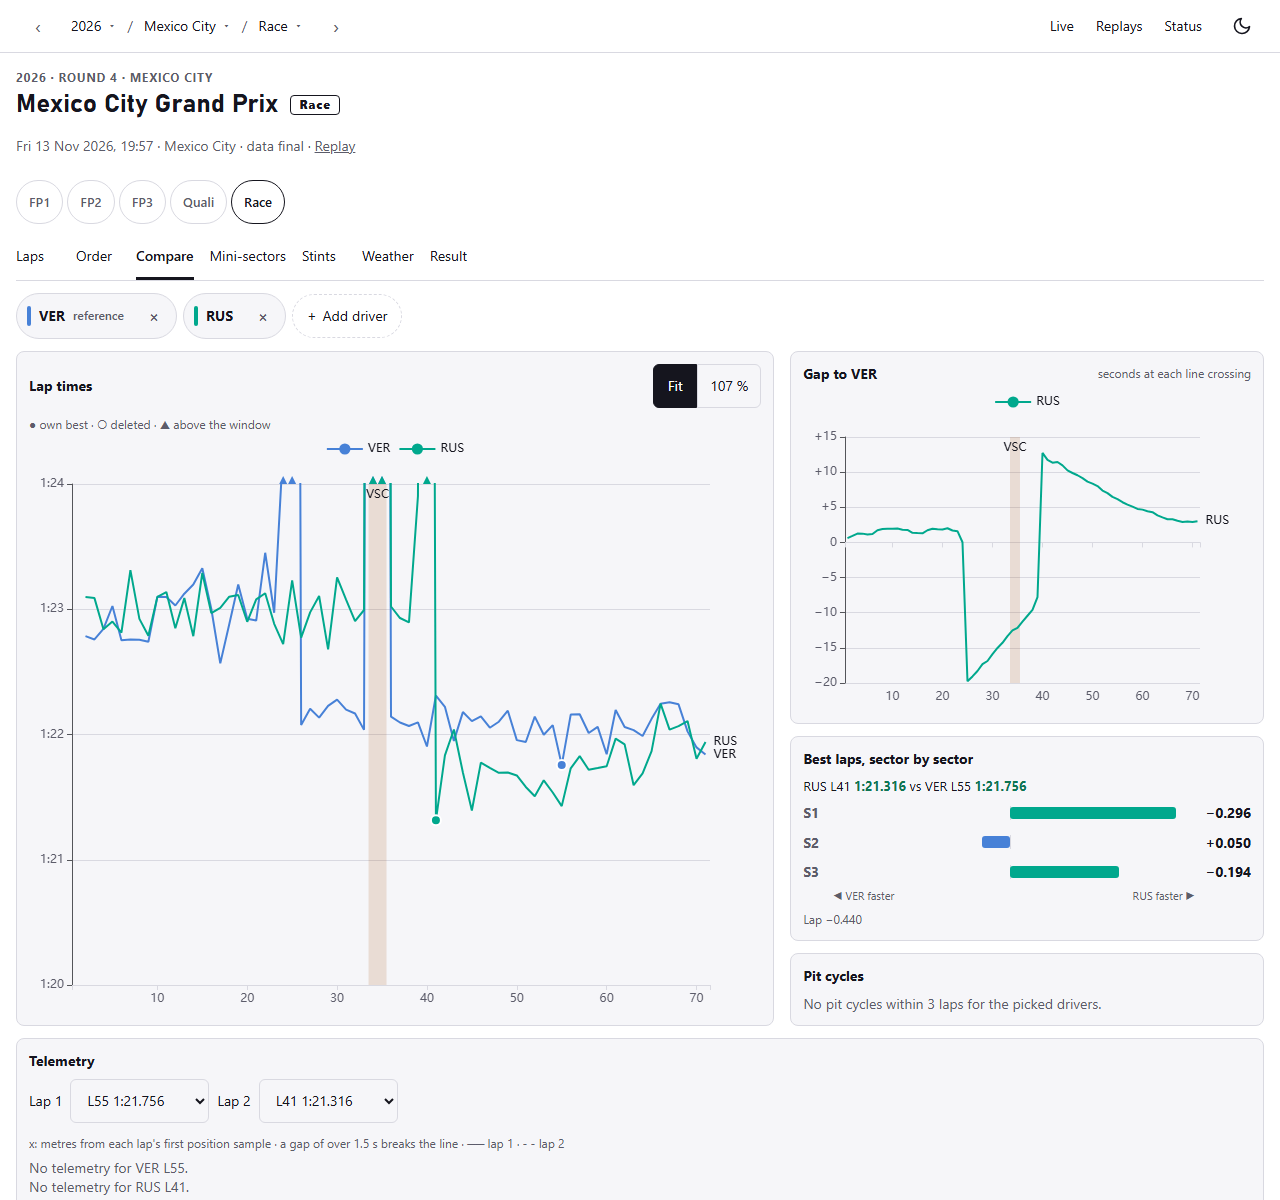 ‹ 2026 / Mexico City / Race ›
Live Replays Status
2026 · ROUND 4 · MEXICO CITY
Mexico City Grand Prix Race
Fri 13 Nov 2026, 19:57 · Mexico City · data final · Replay
FP1 FP2 FP3 Quali Race
Laps Order Compare Mini-sectors Stints Weather Result
VER reference × RUS × + Add driver
Lap times
Fit 107 %
● own best · ○ deleted · ▲ above the window
VER RUS
1:24
VSC
1:23
1:22
RUS
VER
1:21
1:20
10 20 30 40 50 60 70
Gap to VER seconds at each line crossing
RUS
+15
VSC
+10
+5
RUS
0
−5
−10
−15
−20
10 20 30 40 50 60 70
Best laps, sector by sector
RUS L41 1:21.316 vs VER L55 1:21.756
S1 −0.296
S2 +0.050
S3 −0.194
◀ VER faster RUS faster ▶
Lap −0.440
Pit cycles
No pit cycles within 3 laps for the picked drivers.
Telemetry
Lap 1 L55 1:21.756 Lap 2 L41 1:21.316
x: metres from each lap's first position sample · a gap of over 1.5 s breaks the line · — lap 1 · - - lap 2
No telemetry for VER L55.
No telemetry for RUS L41.